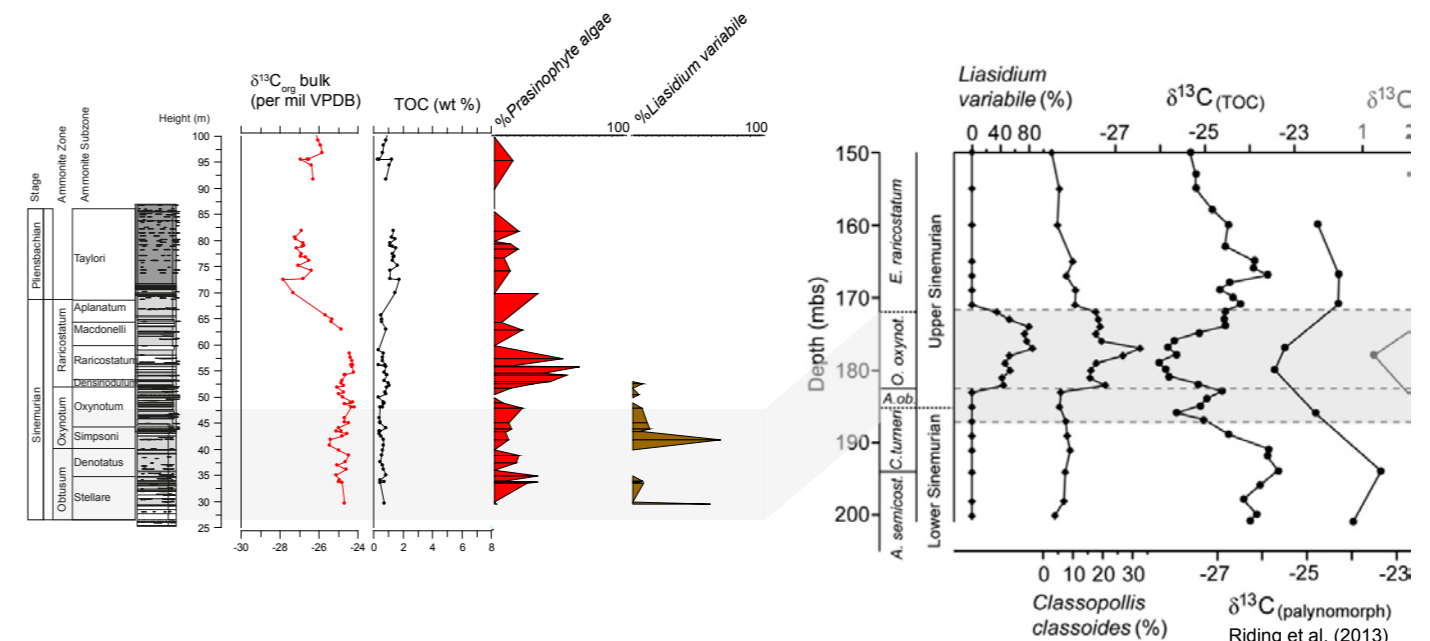 δ13Corg bulk
(per mil VPDB)
TOC (wt %)
%Prasinophyte algae
%Liasidium variabile
100
100
Height (m)
Stage
Ammonite Zone
Ammonite Subzone
100
95
90
85
80
75
70
65
60
55
50
45
40
35
30
25
Pliensbachian
Sinemurian
Raricostatum
Oxynotum
Obtusum
Taylori
Aplanatum
Macdonelli
Raricostatum
Densinodulum
Oxynotum
Simpsoni
Denotatus
Stellare
-30 -28 -26 -24
0 2 4 6 8
Liasidium
variabile (%)
δ13C(TOC)
δ13C
0 40 80
-27 -25 -23
1
Depth (mbs)
150
160
170
180
190
200
E. raricostatum
O. oxynot.
A.ob.
C.turneri
A. semicost.
Upper Sinemurian
Lower Sinemurian
0 10 20 30
-27 -25 -23
Classopollis
classoides (%)
δ13C(palynomorph)
Riding et al. (2013)